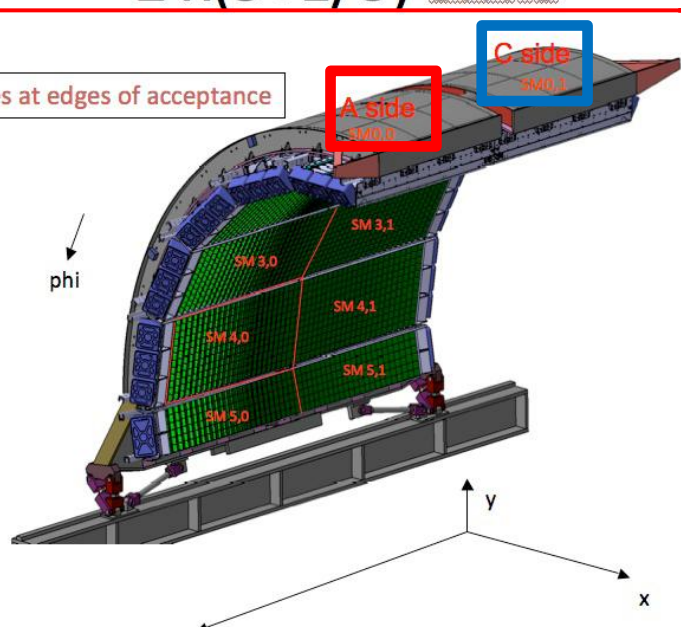 C side
SM0,1
es at edges of acceptance
A side
SM0,0
SM 3,1
SM 3,0
phi
SM 4,1
SM 4,0
SM 5,1
SM 5,0
y
x